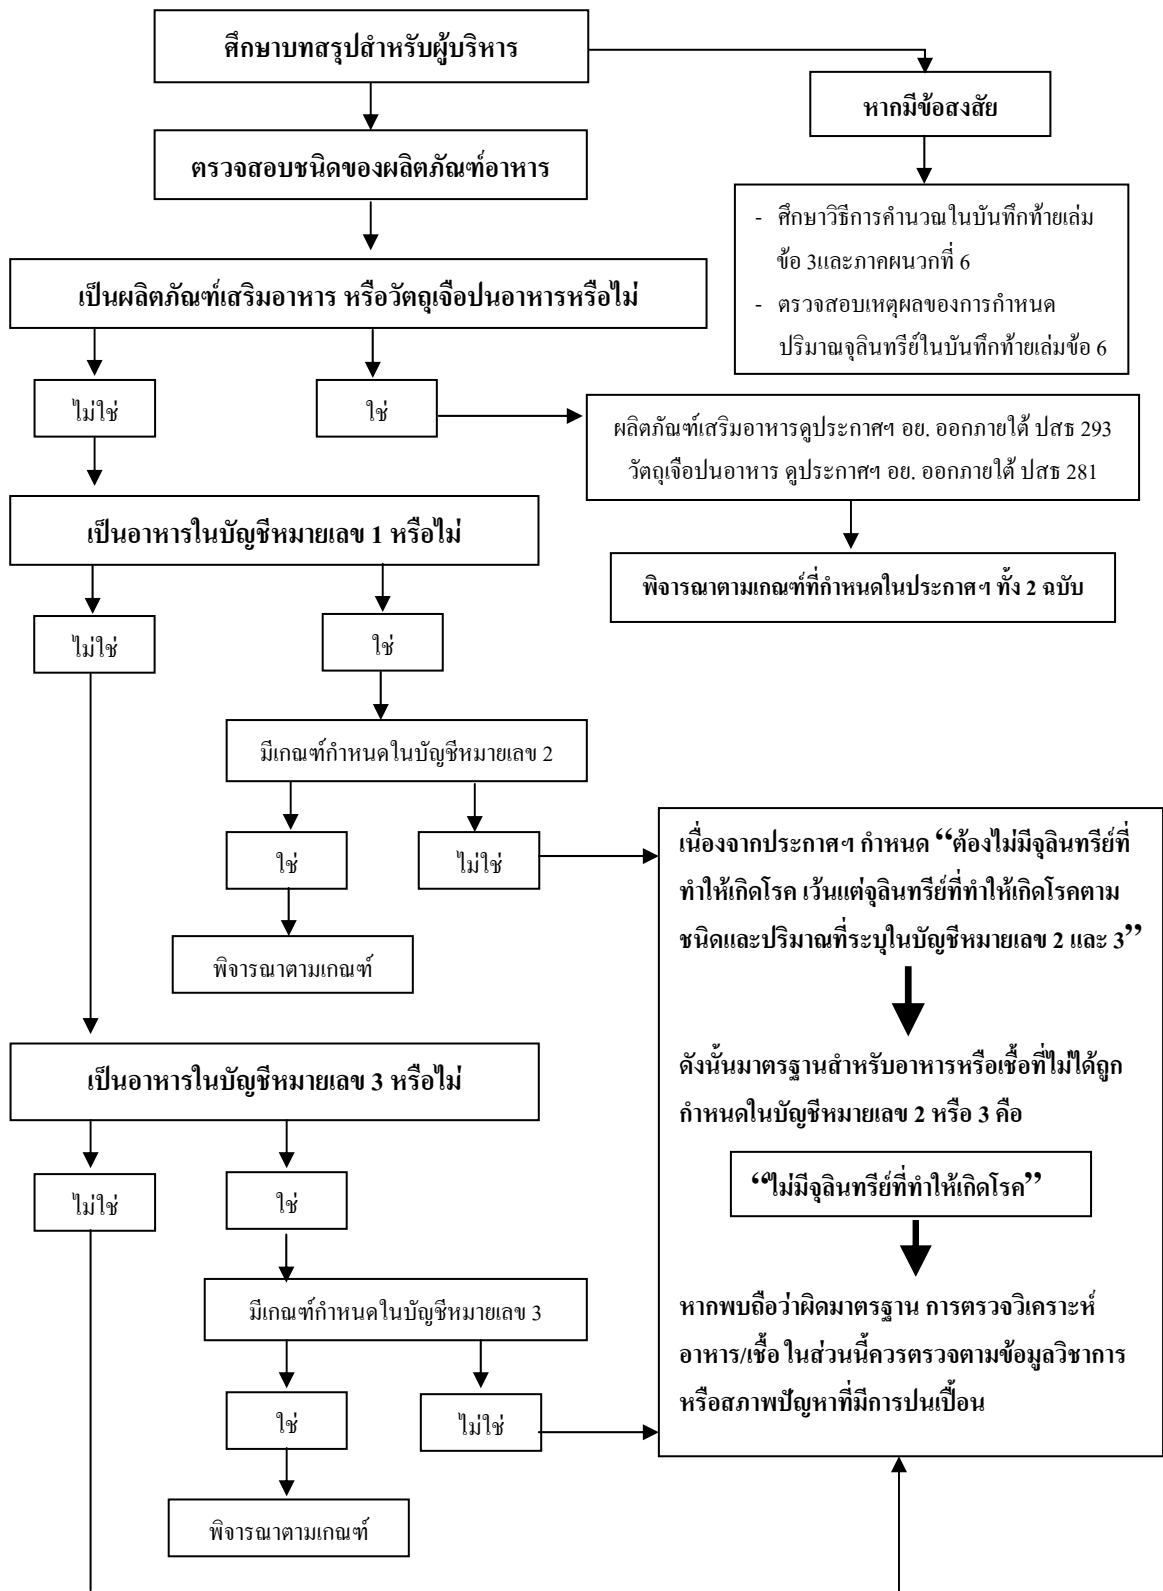 ศึกษาบทสรุปสำหรับผู้บริหาร
หากมีข้อสงสัย
ตรวจสอบชนิดของผลิตภัณฑ์อาหาร
- ศึกษาวิธีการคำนวณในบันทึกท้ายเล่ม
ข้อ 3และภาคผนวกที่ 6
- ตรวจสอบเหตุผลของการกำหนด
ปริมาณจุลินทรีย์ในบันทึกท้ายเล่มข้อ 6
เป็นผลิตภัณฑ์เสริมอาหาร หรือวัตถุเจือปนอาหารหรือไม่
ไม่ใช่
ใช่
ผลิตภัณฑ์เสริมอาหารดูประกาศฯ อย. ออกภายใต้ ปสธ 293
วัตถุเจือปนอาหาร ดูประกาศฯ อย. ออกภายใต้ ปสธ 281
เป็นอาหารในบัญชีหมายเลข 1 หรือไม่
พิจารณาตามเกณฑ์ที่กำหนดในประกาศฯ ทั้ง 2 ฉบับ
ไม่ใช่
ใช่
มีเกณฑ์กำหนดในบัญชีหมายเลข 2
ใช่
ไม่ใช่
พิจารณาตามเกณฑ์
เนื่องจากประกาศฯ กำหนด “ต้องไม่มีจุลินทรีย์ที่
ทำให้เกิดโรค เว้นแต่จุลินทรีย์ที่ทำให้เกิดโรคตาม
ชนิดและปริมาณที่ระบุในบัญชีหมายเลข 2 และ 3”
ดังนั้นมาตรฐานสำหรับอาหารหรือเชื้อที่ไม่ได้ถูก
กำหนดในบัญชีหมายเลข 2 หรือ 3 คือ
“ไม่มีจุลินทรีย์ที่ทำให้เกิดโรค”
หากพบถือว่าผิดมาตรฐาน การตรวจวิเคราะห์
อาหาร/เชื้อ ในส่วนนี้ควรตรวจตามข้อมูลวิชาการ
หรือสภาพปัญหาที่มีการปนเปื้อน
เป็นอาหารในบัญชีหมายเลข 3 หรือไม่
ไม่ใช่
ใช่
มีเกณฑ์กำหนดในบัญชีหมายเลข 3
ใช่
ไม่ใช่
พิจารณาตามเกณฑ์